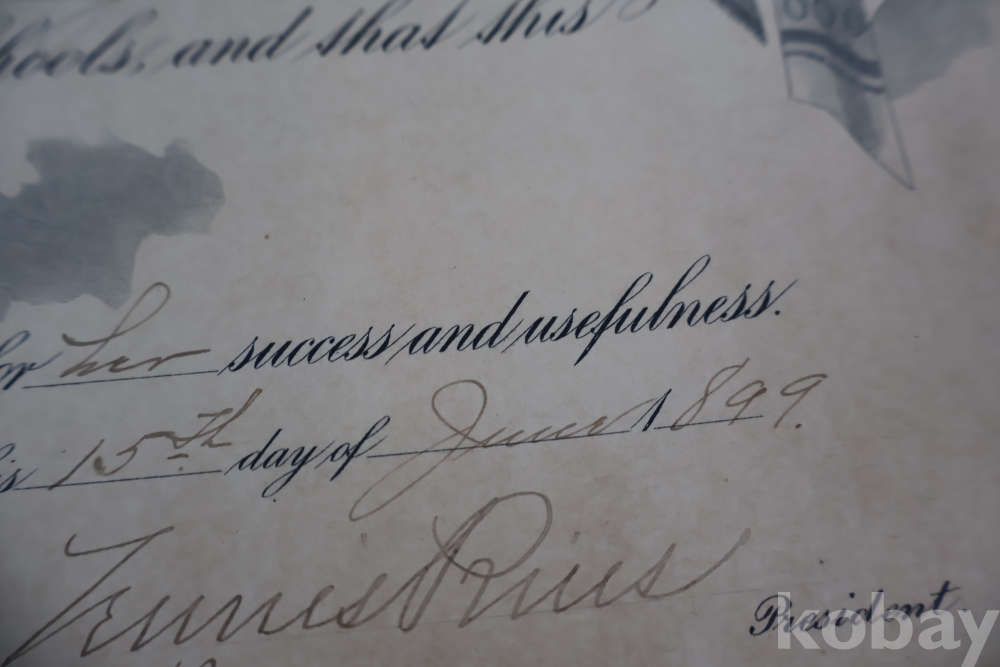 hools, and that this
for her success and usefulness.
is 15th day of June 1899.
President.
kobay